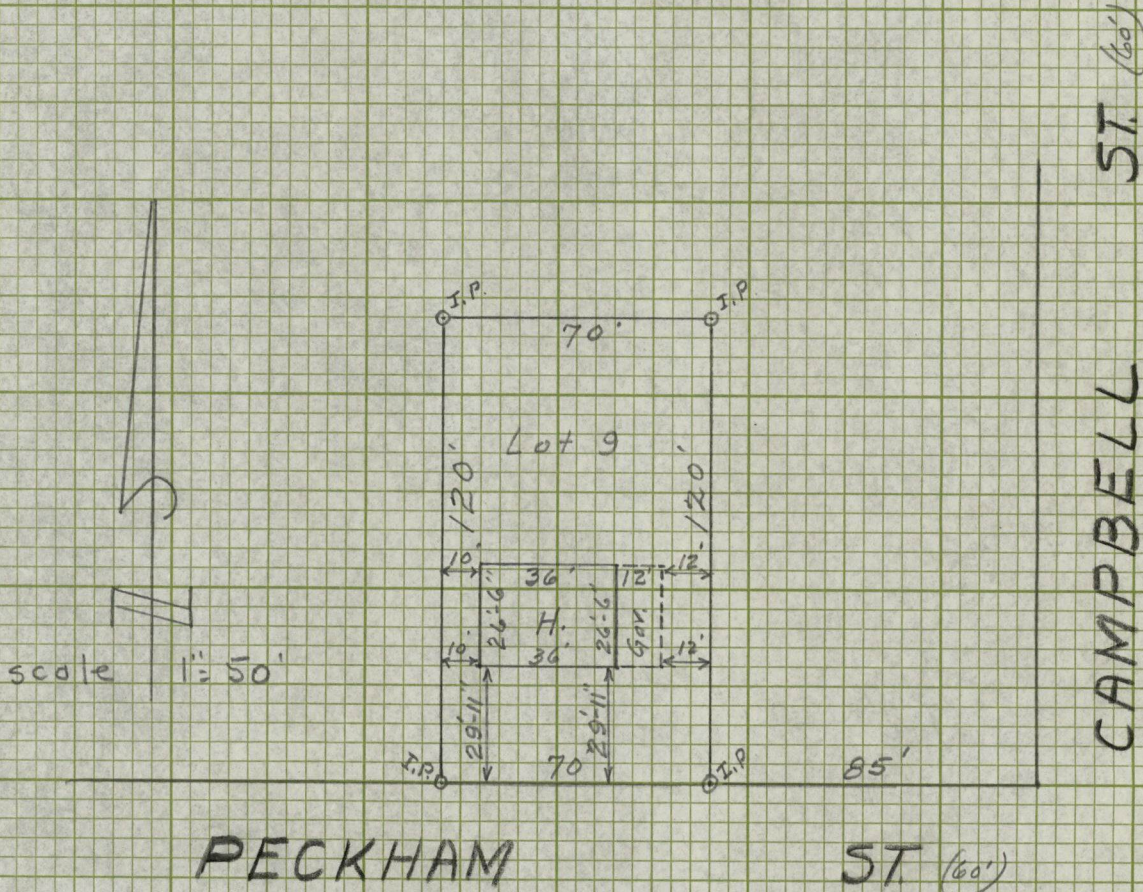 ST. (60')
I.P.
I.P.
70'
Lot 9
120'
120'
10'
36'
12'
12'
26'-6"
H.
26'-6'
Gar.
10'
36'
12'
scale 1"= 50'
29'-11"
29'-11"
CAMPBELL
I.P.
70'
I.P
85'
PECKHAM ST. (60')
N